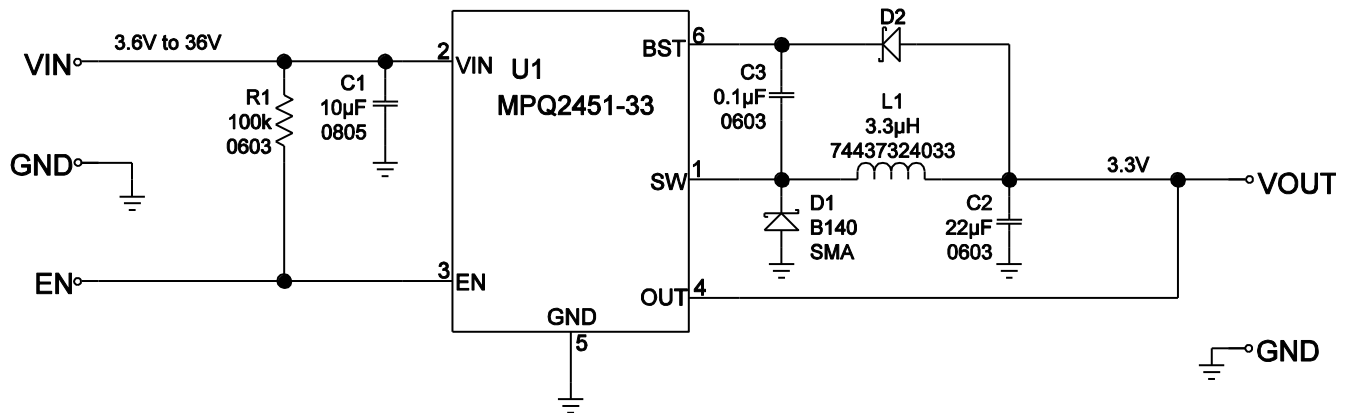 VIN
3.6V to 36V
R1
100k
0603
C1
10µF
0805
GND
EN
2
VIN
U1
MPQ2451-33
3
EN
GND
5
BST
6
SW
1
OUT
4
D2
C3
0.1µF
0603
L1
3.3µH
74437324033
D1
B140
SMA
C2
22µF
0603
3.3V
VOUT
GND